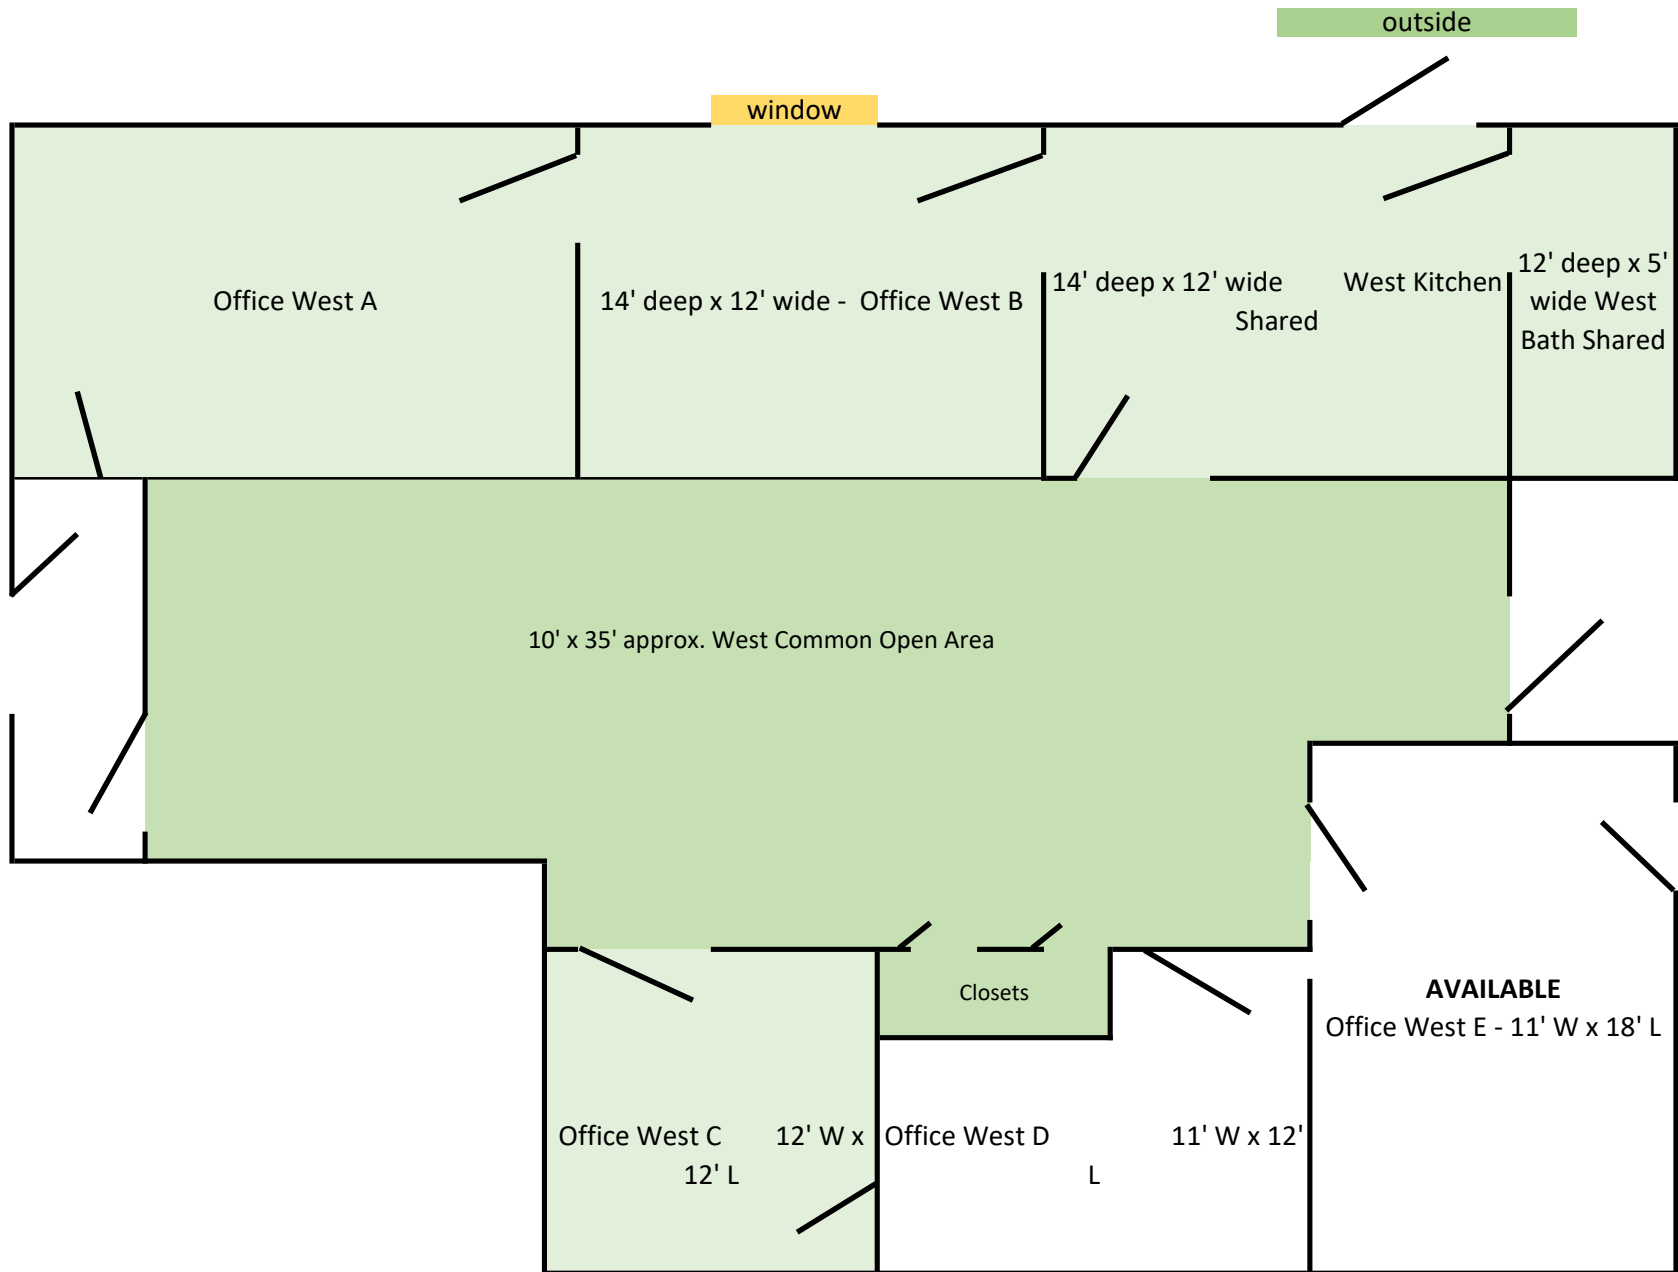 outside
window
Office West A
14' deep x 12' wide -  Office West B
14' deep x 12' wide West Kitchen
Shared
12' deep x 5'
wide West
Bath Shared
10' x 35' approx. West Common Open Area
Closets
AVAILABLE
Office West E - 11' W x 18' L
Office West C 12' W x
12' L
Office West D 11' W x 12'
L